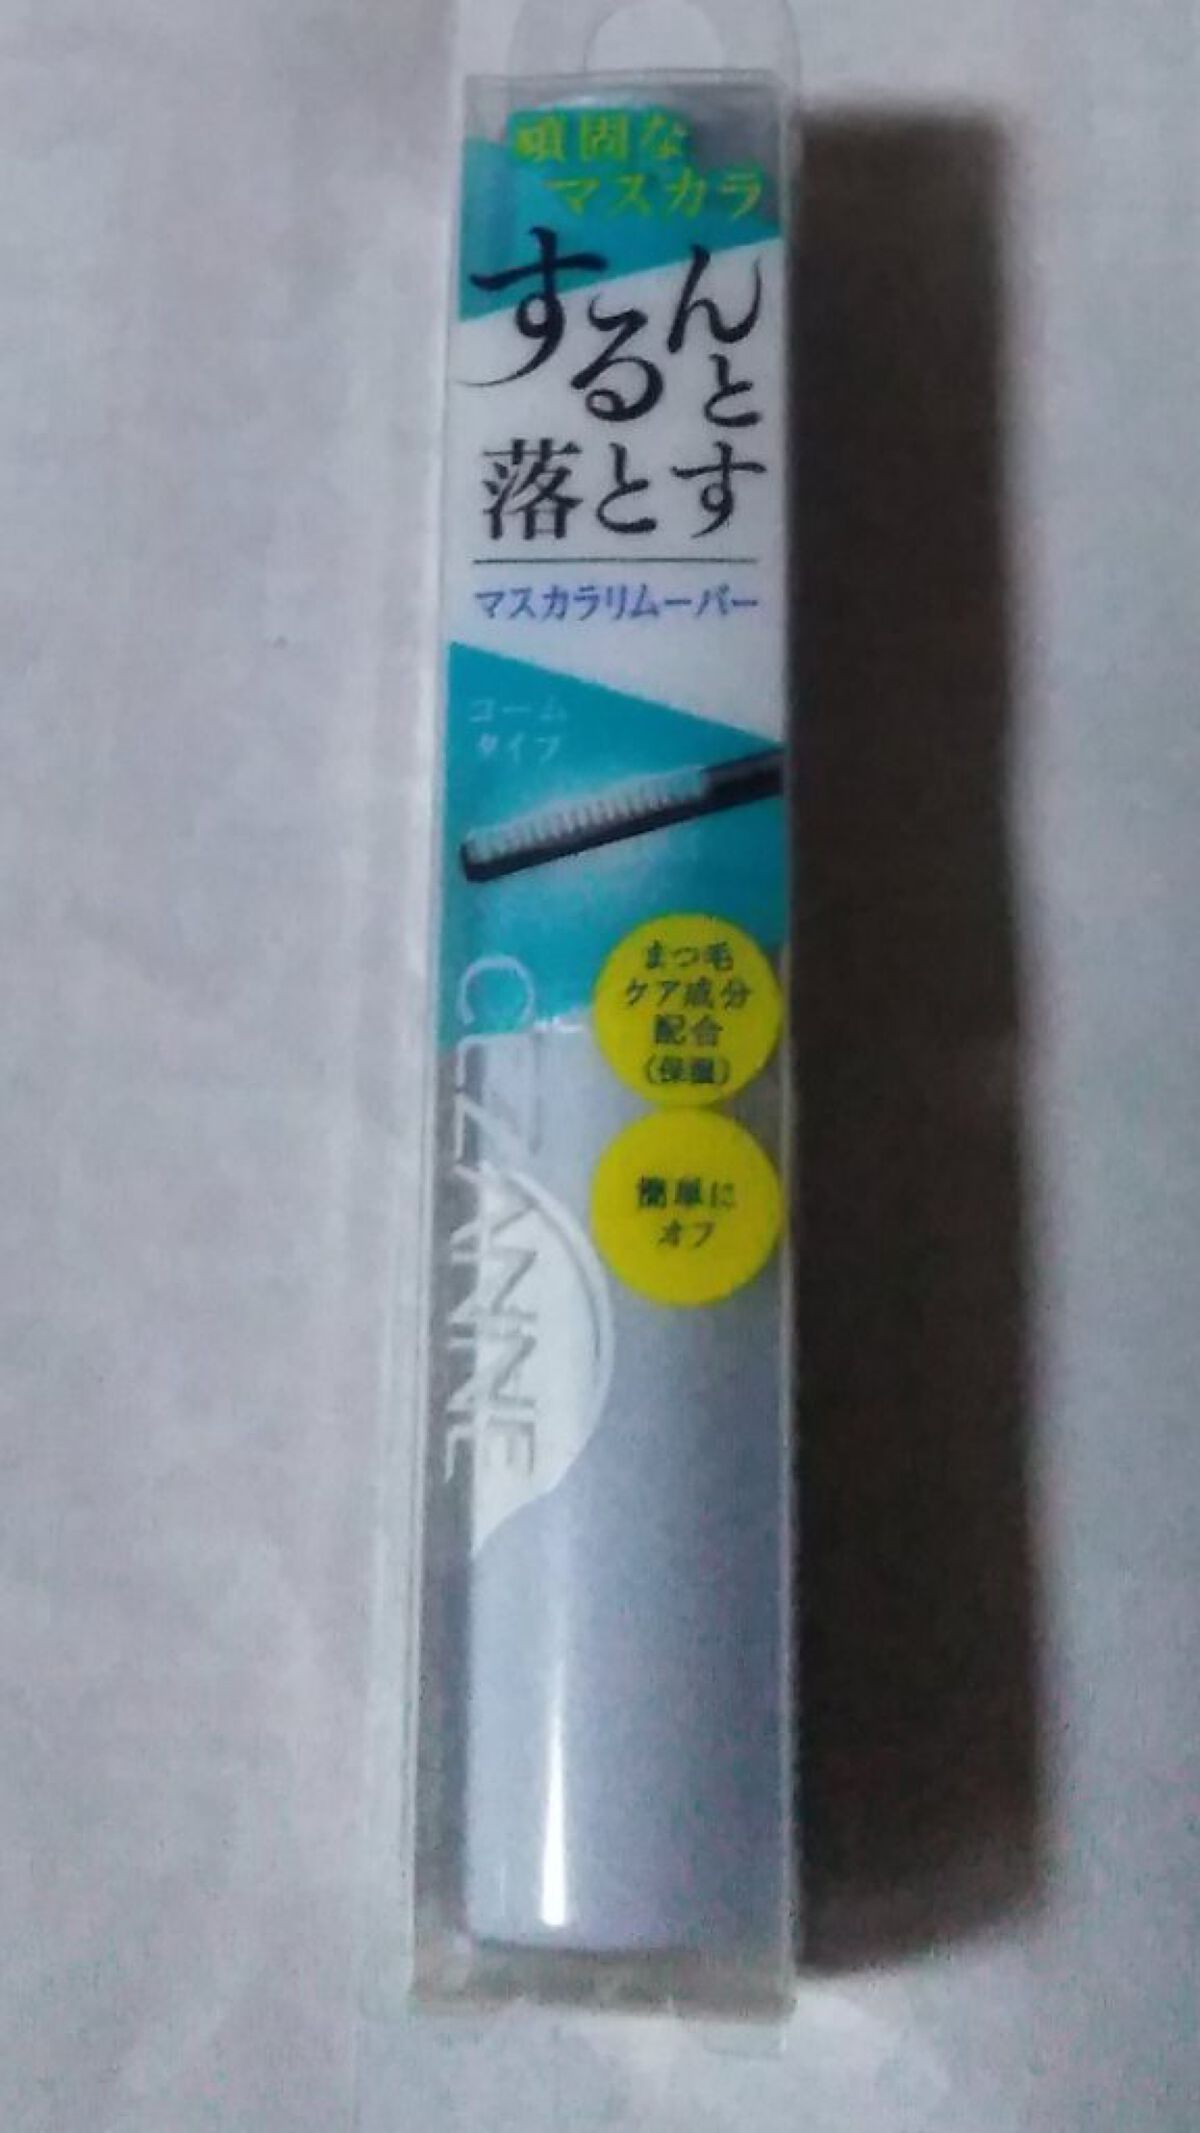 頑固な
マスカラ
するんと
落とす
マスカラリムーバー
コーム
タイプ
まつ毛
ケア成分
配合
(保湿)
簡単に
オフ
CEZANNE